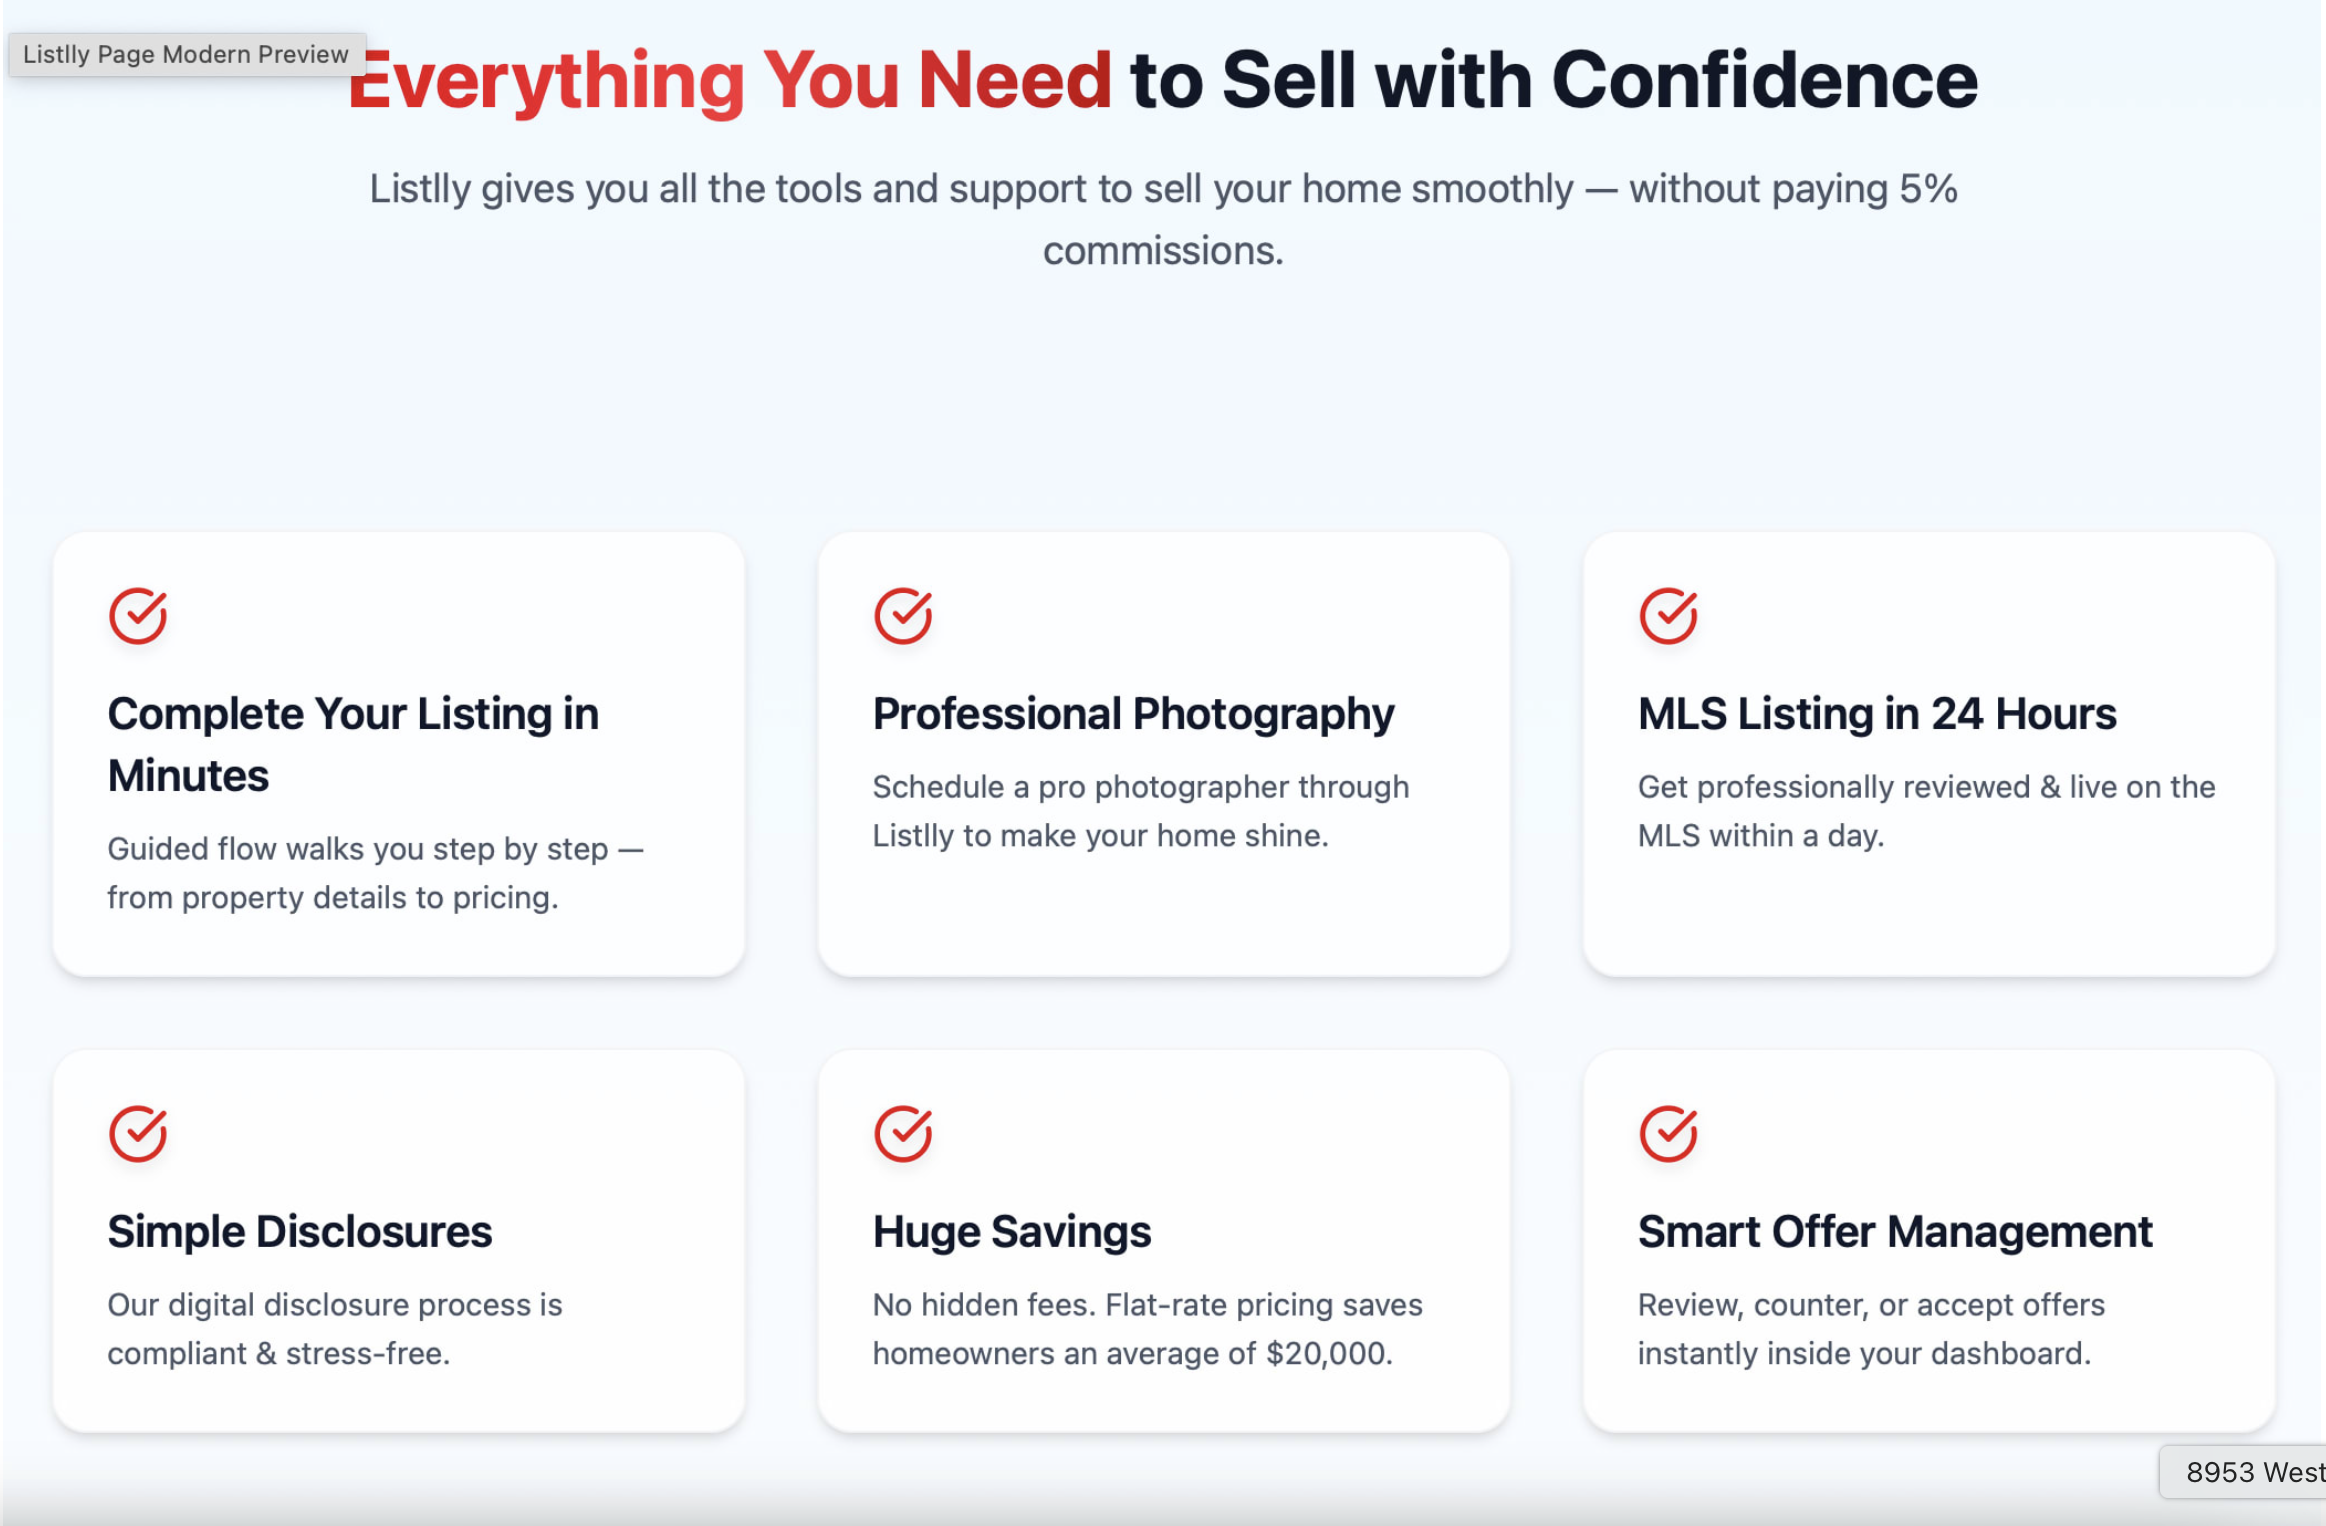 Listlly Page Modern Preview
Everything You Need to Sell with Confidence
Listlly gives you all the tools and support to sell your home smoothly — without paying 5%
commissions.
Complete Your Listing in
Minutes
Guided flow walks you step by step —
from property details to pricing.
Professional Photography
Schedule a pro photographer through
Listlly to make your home shine.
MLS Listing in 24 Hours
Get professionally reviewed & live on the
MLS within a day.
Simple Disclosures
Our digital disclosure process is
compliant & stress-free.
Huge Savings
No hidden fees. Flat-rate pricing saves
homeowners an average of $20,000.
Smart Offer Management
Review, counter, or accept offers
instantly inside your dashboard.
8953 West